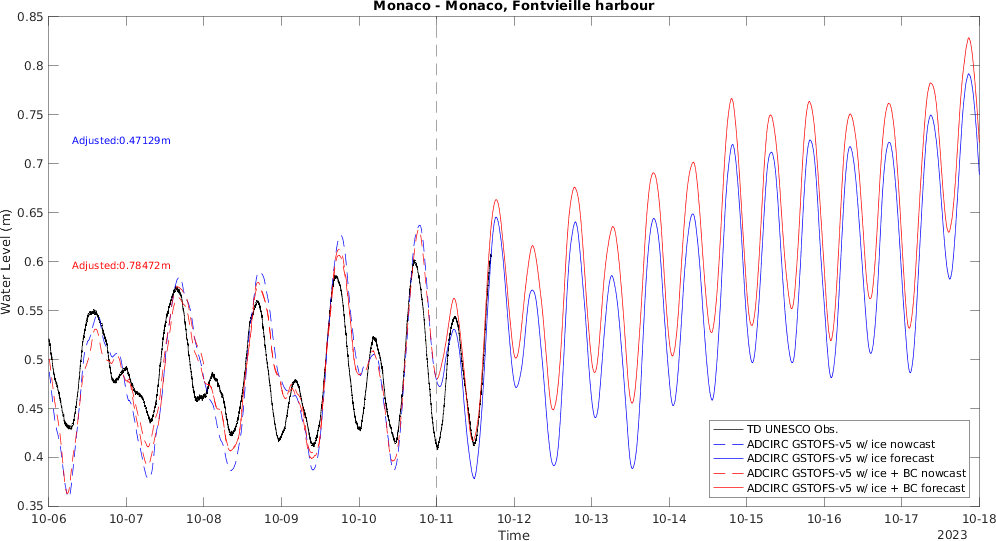 Monaco - Monaco, Fontvieille harbour
0.85
0.8
0.75
0.7
0.65
0.6
0.55
0.5
0.45
0.4
0.35
Water Level (m)
Adjusted:0.47129m
Adjusted:0.78472m
TD UNESCO Obs.
ADCIRC GSTOFS-v5 w/ ice nowcast
ADCIRC GSTOFS-v5 w/ ice forecast
ADCIRC GSTOFS-v5 w/ ice + BC nowcast
ADCIRC GSTOFS-v5 w/ ice + BC forecast
10-06 10-07 10-08 10-09 10-10 10-11 10-12 10-13 10-14 10-15 10-16 10-17 10-18
Time
2023